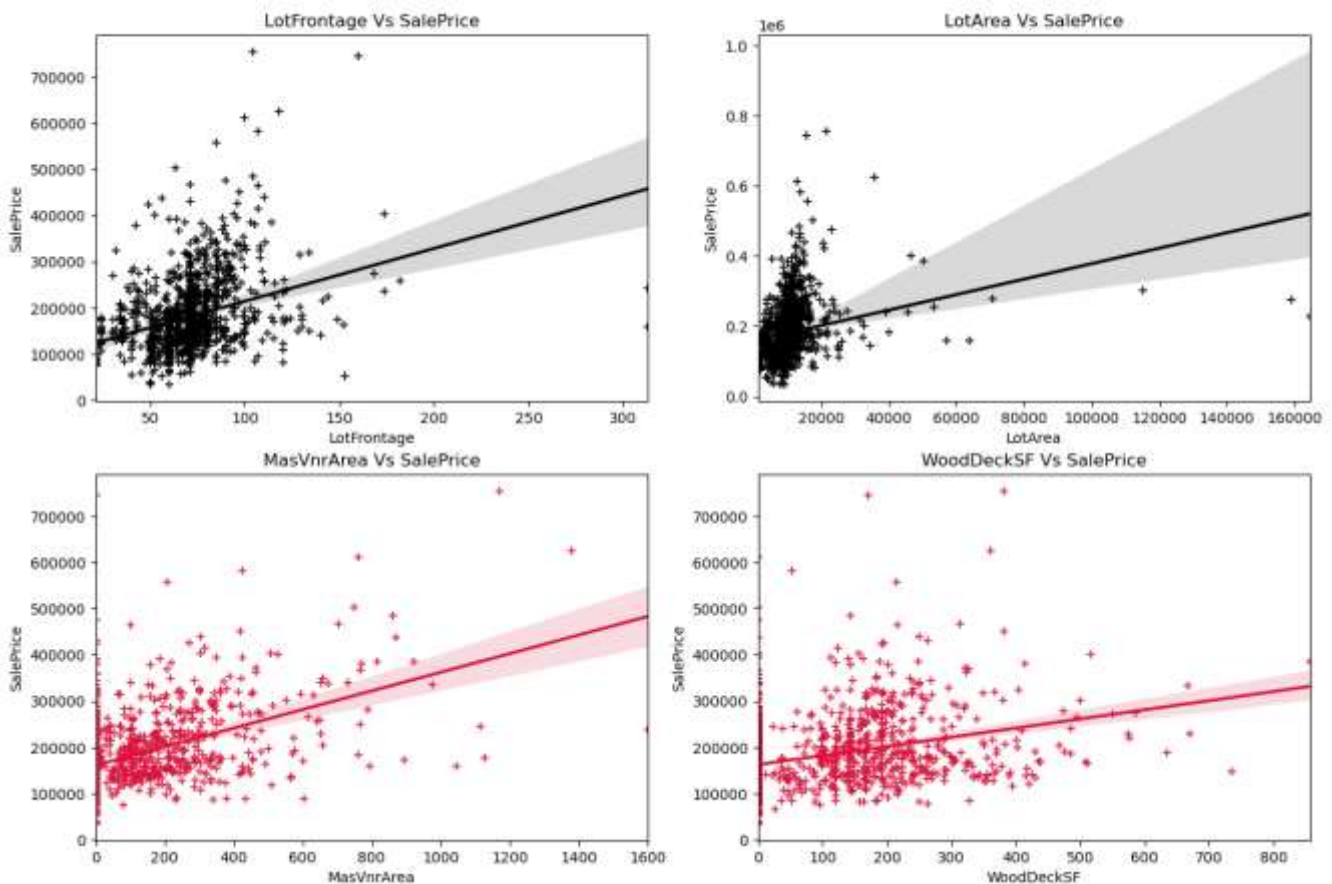 LotFrontage Vs SalePrice
700000
600000
500000
400000
300000
200000
100000
0
SalePrice
50 100 150 200 250 300
LotFrontage
LotArea Vs SalePrice
1e6
1.0
0.8
0.6
0.4
0.2
0.0
SalePrice
20000 40000 60000 80000 100000 120000 140000 160000
LotArea
MasVnrArea Vs SalePrice
700000
600000
500000
400000
300000
200000
100000
0
SalePrice
0 200 400 600 800 1000 1200 1400 1600
MasVnrArea
WoodDeckSF Vs SalePrice
700000
600000
500000
400000
300000
200000
100000
0
SalePrice
0 100 200 300 400 500 600 700 800
WoodDeckSF